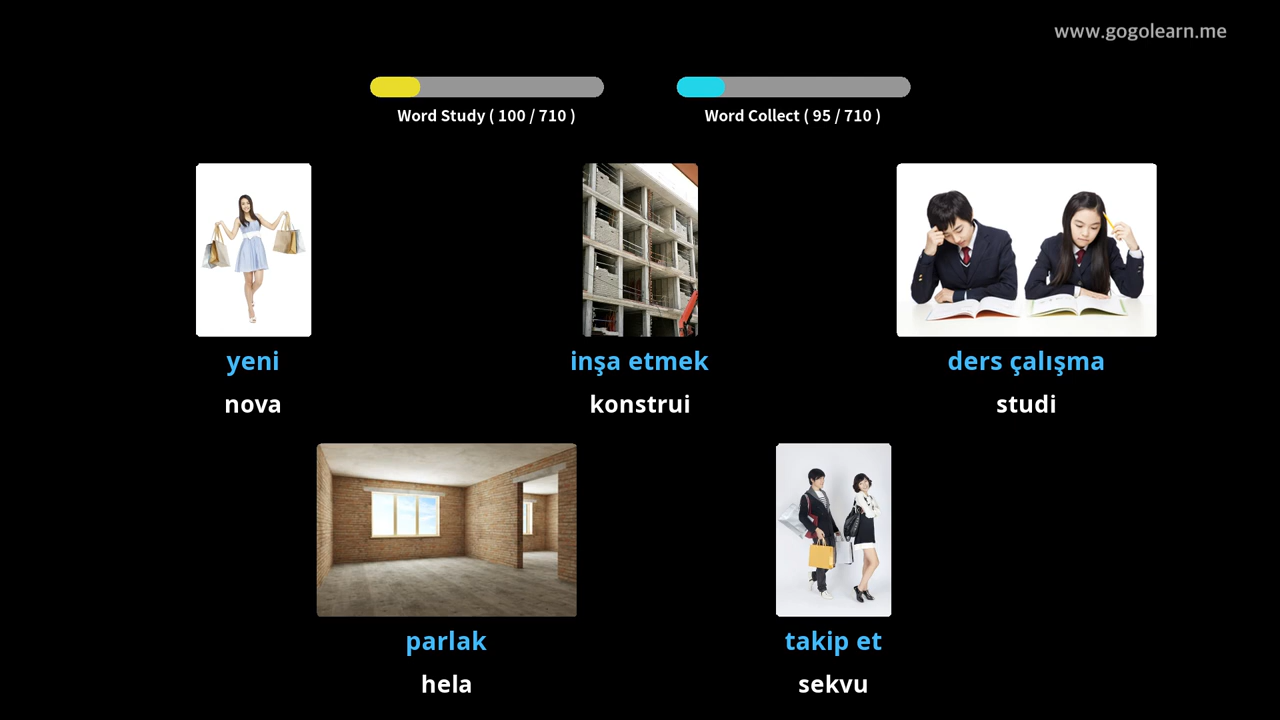 www.gogolearn.me
Word Study ( 100 / 710 )
Word Collect ( 95 / 710 )
yeni
nova
inşa etmek
konstrui
ders çalışma
studi
parlak
hela
takip et
sekvu